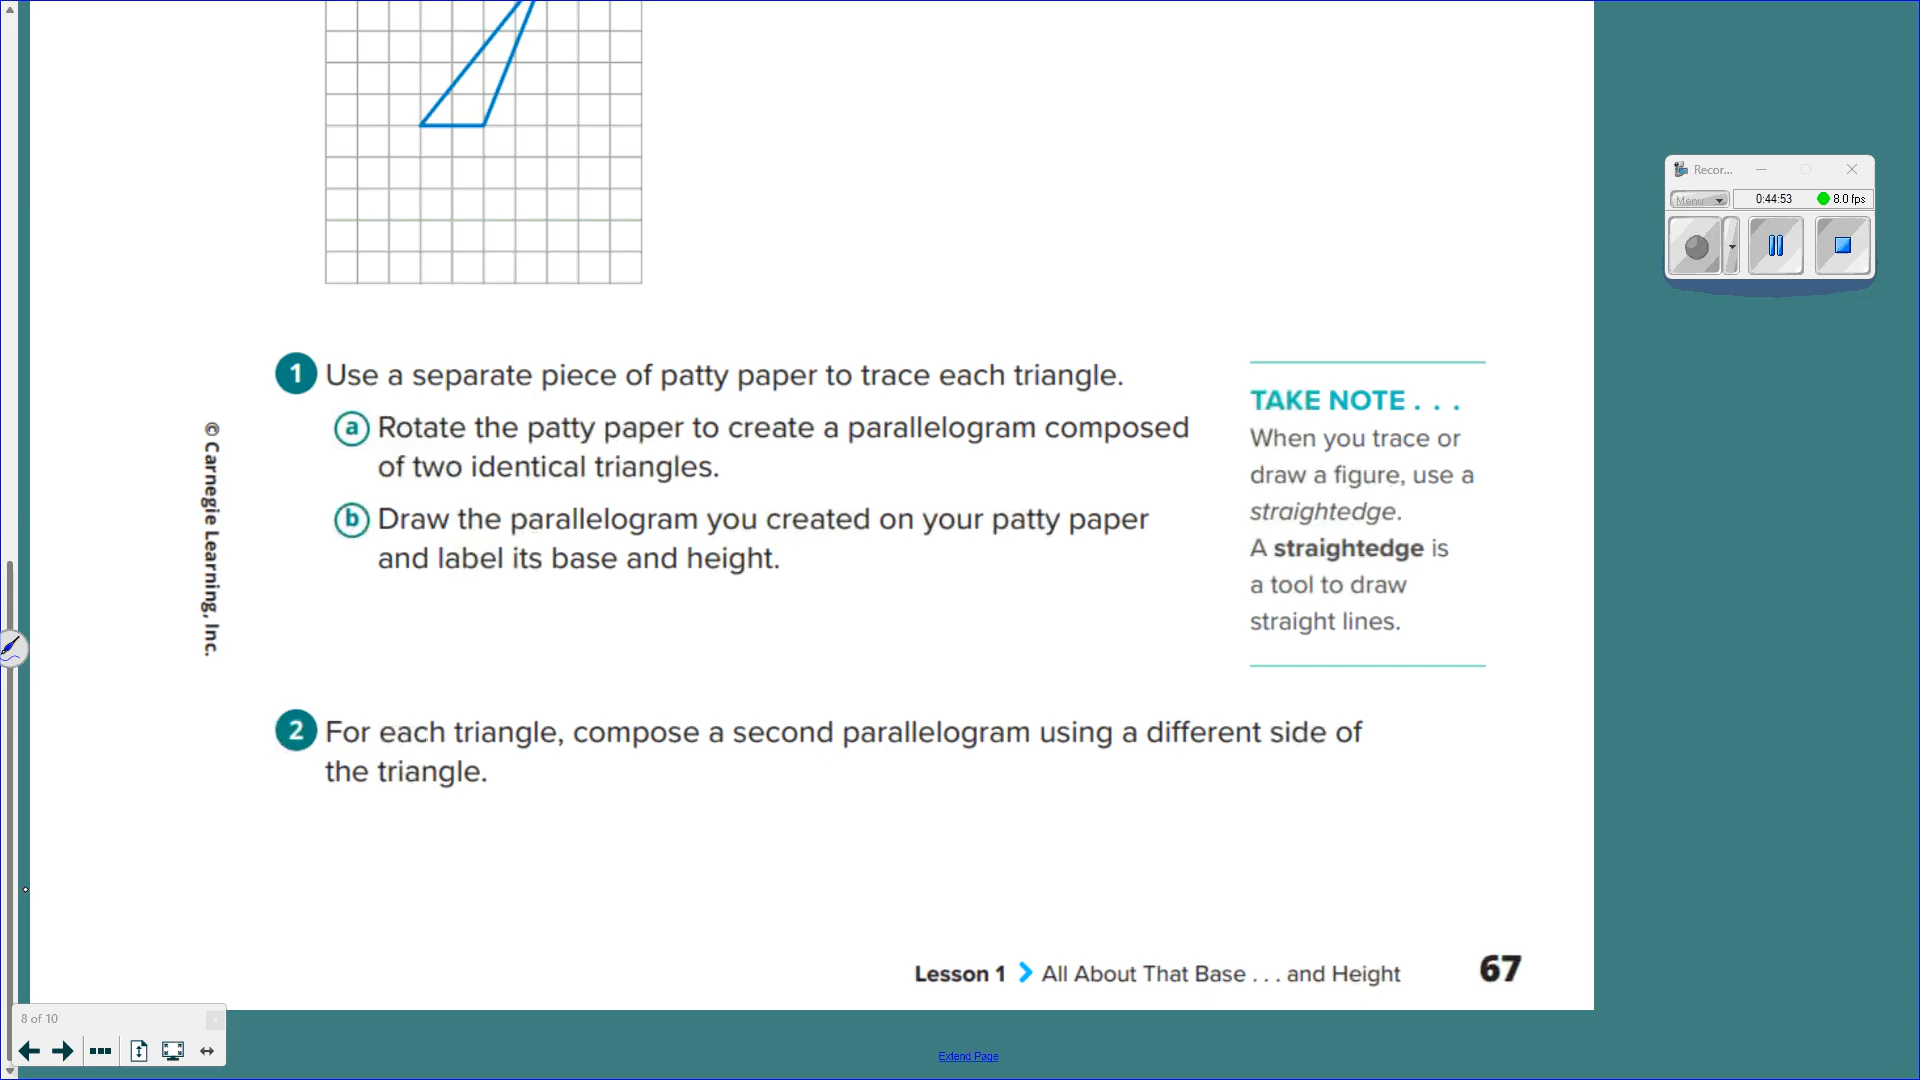 Recor...
Menu
0:44:53
8.0 fps
1 Use a separate piece of patty paper to trace each triangle.
a Rotate the patty paper to create a parallelogram composed
of two identical triangles.
b Draw the parallelogram you created on your patty paper
and label its base and height.
TAKE NOTE . . .
When you trace or
draw a figure, use a
straightedge.
A straightedge is
a tool to draw
straight lines.
© Carnegie Learning, Inc.
2 For each triangle, compose a second parallelogram using a different side of
the triangle.
Lesson 1 > All About That Base . . . and Height 67
8 of 10
Extend Page